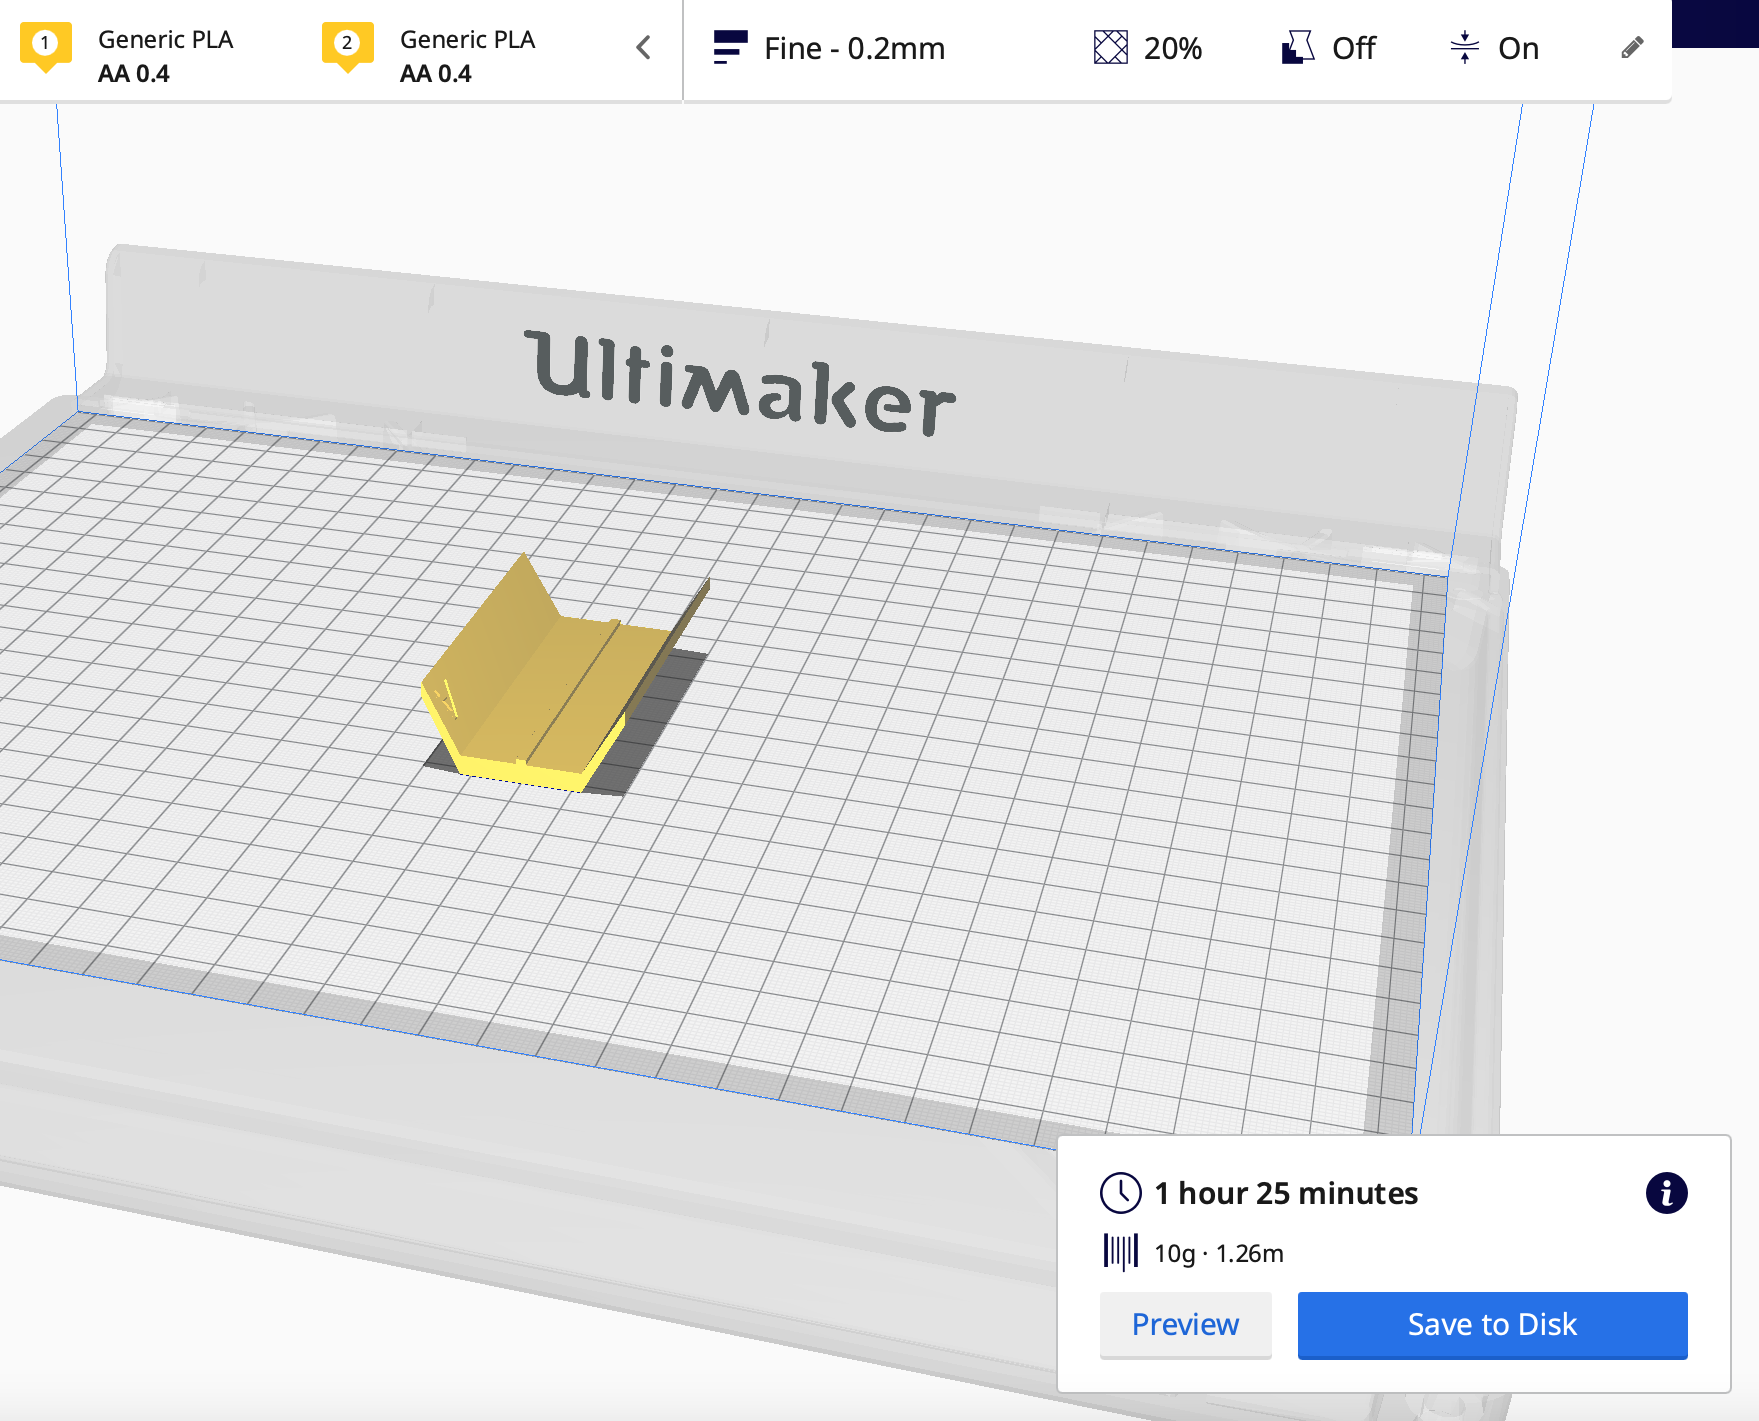 1 Generic PLA
AA 0.4
2 Generic PLA
AA 0.4
Fine - 0.2mm
20%
Off
On
Ultimaker
1 hour 25 minutes
i
10g · 1.26m
Preview
Save to Disk